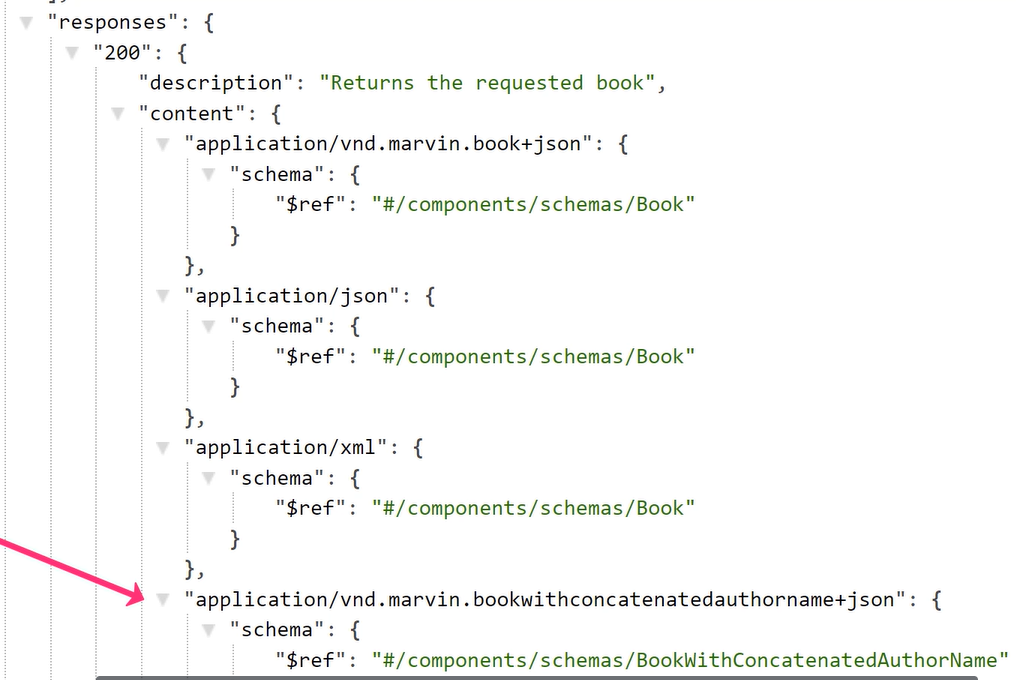 ],
"responses": {
"200": {
"description": "Returns the requested book",
"content": {
"application/vnd.marvin.book+json": {
"schema": {
"$ref": "#/components/schemas/Book"
}
},
"application/json": {
"schema": {
"$ref": "#/components/schemas/Book"
}
},
"application/xml": {
"schema": {
"$ref": "#/components/schemas/Book"
}
},
"application/vnd.marvin.bookwithconcatenatedauthorname+json": {
"schema": {
"$ref": "#/components/schemas/BookWithConcatenatedAuthorName"